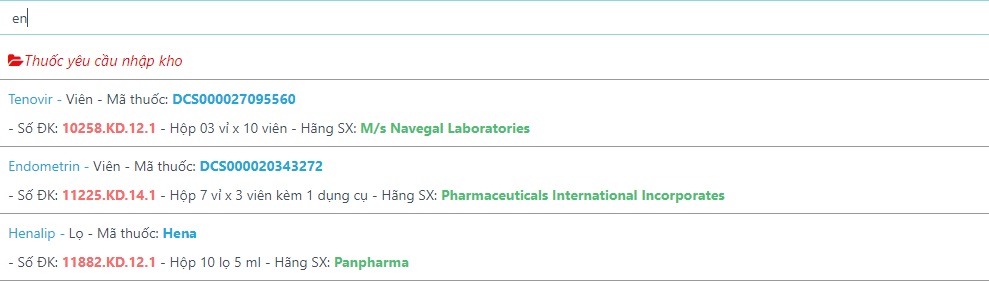 en
Thuốc yêu cầu nhập kho
Tenovir - Viên - Mã thuốc: DCS000027095560
- Số ĐK: 10258.KD.12.1 - Hộp 03 vỉ x 10 viên - Hãng SX: M/s Navegal Laboratories
Endometrin - Viên - Mã thuốc: DCS000020343272
- Số ĐK: 11225.KD.14.1 - Hộp 7 vỉ x 3 viên kèm 1 dụng cụ - Hãng SX: Pharmaceuticals International Incorporates
Henalip - Lọ - Mã thuốc: Hena
- Số ĐK: 11882.KD.12.1 - Hộp 10 lọ 5 ml - Hãng SX: Panpharma